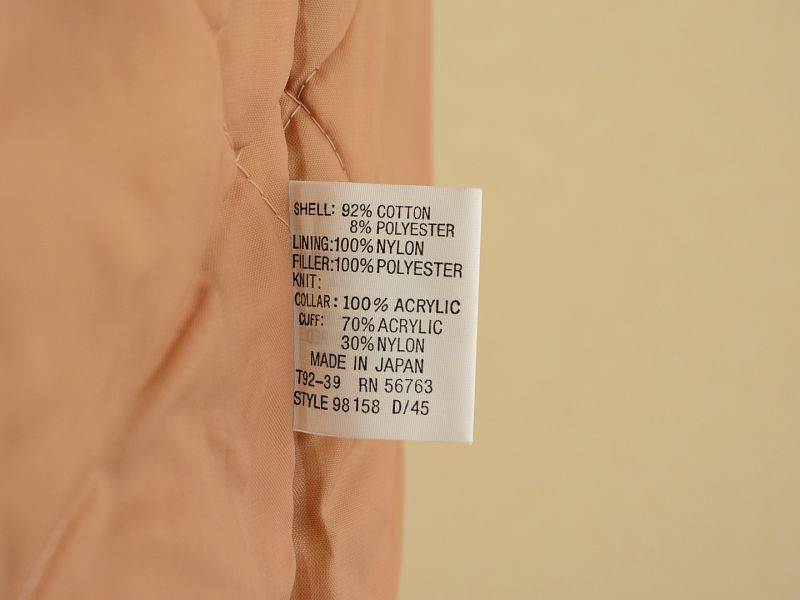 SHELL: 92% COTTON
8% POLYESTER
LINING:100% NYLON
FILLER:100% POLYESTER
KNIT:
COLLAR: 100% ACRYLIC
CUFF: 70% ACRYLIC
30% NYLON
MADE IN JAPAN
T92-39 RN 56763
STYLE 98158 D/45